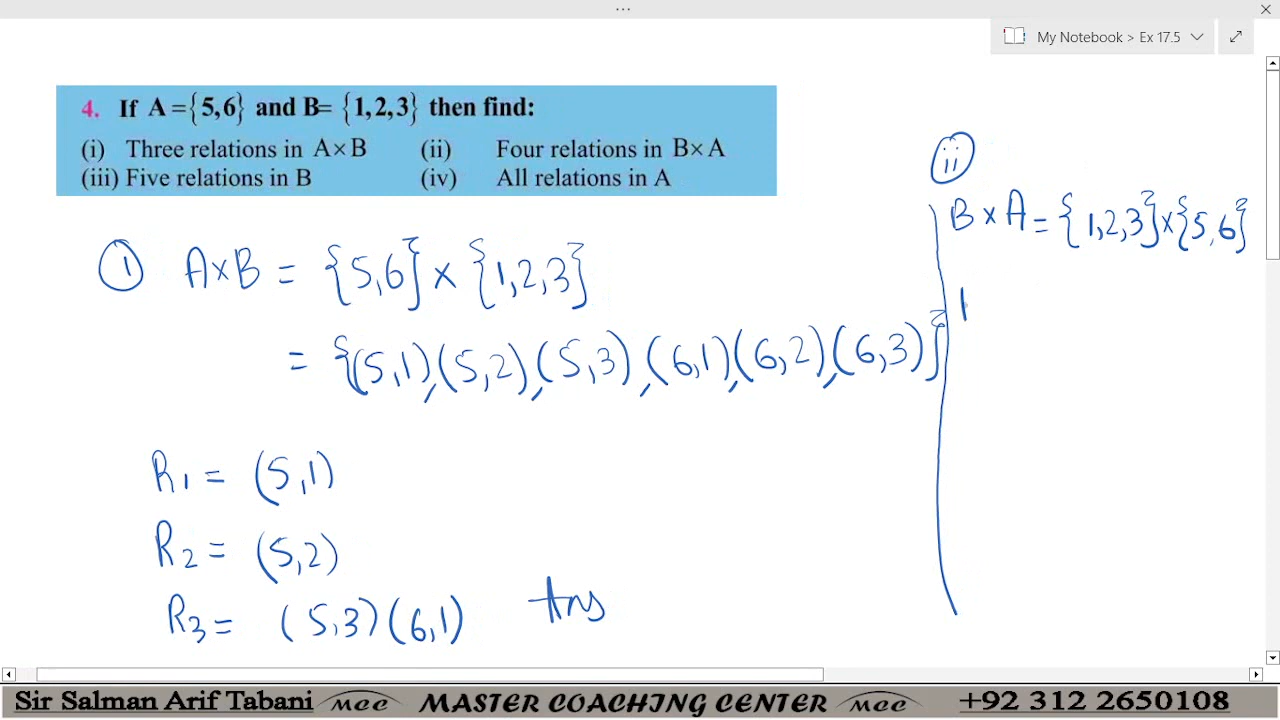 My Notebook > Ex 17.5
4. If A={5,6} and B= {1,2,3} then find:
(i) Three relations in A×B (ii) Four relations in B×A
(iii) Five relations in B (iv) All relations in A
(i) A×B = {5,6} × {1,2,3}
= {(5,1),(5,2),(5,3),(6,1),(6,2),(6,3)}
R1 = (5,1)
R2 = (5,2)
R3 = (5,3)(6,1) Ans
(ii)
B×A = {1,2,3}×{5,6}
Sir Salman Arif Tabani mcc MASTER COACHING CENTER mcc +92 312 2650108